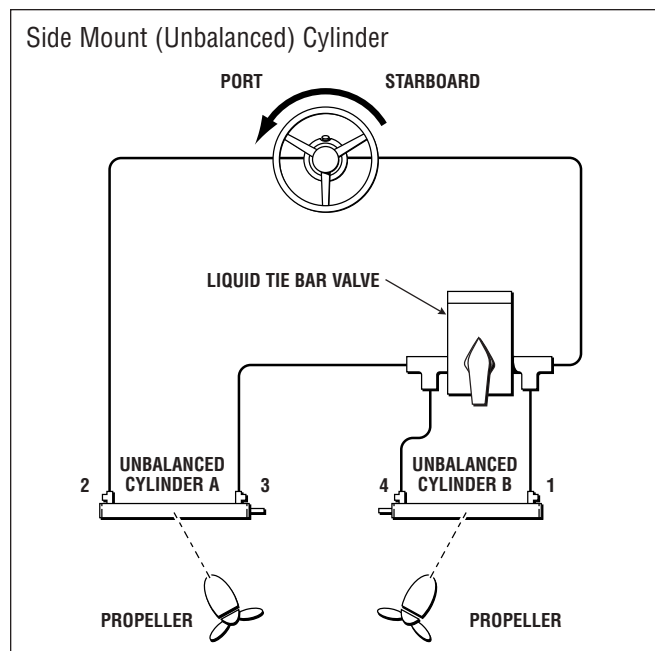 Side Mount (Unbalanced) Cylinder
PORT
STARBOARD
LIQUID TIE BAR VALVE
2
UNBALANCED
CYLINDER A
3
4
UNBALANCED
CYLINDER B
1
PROPELLER
PROPELLER